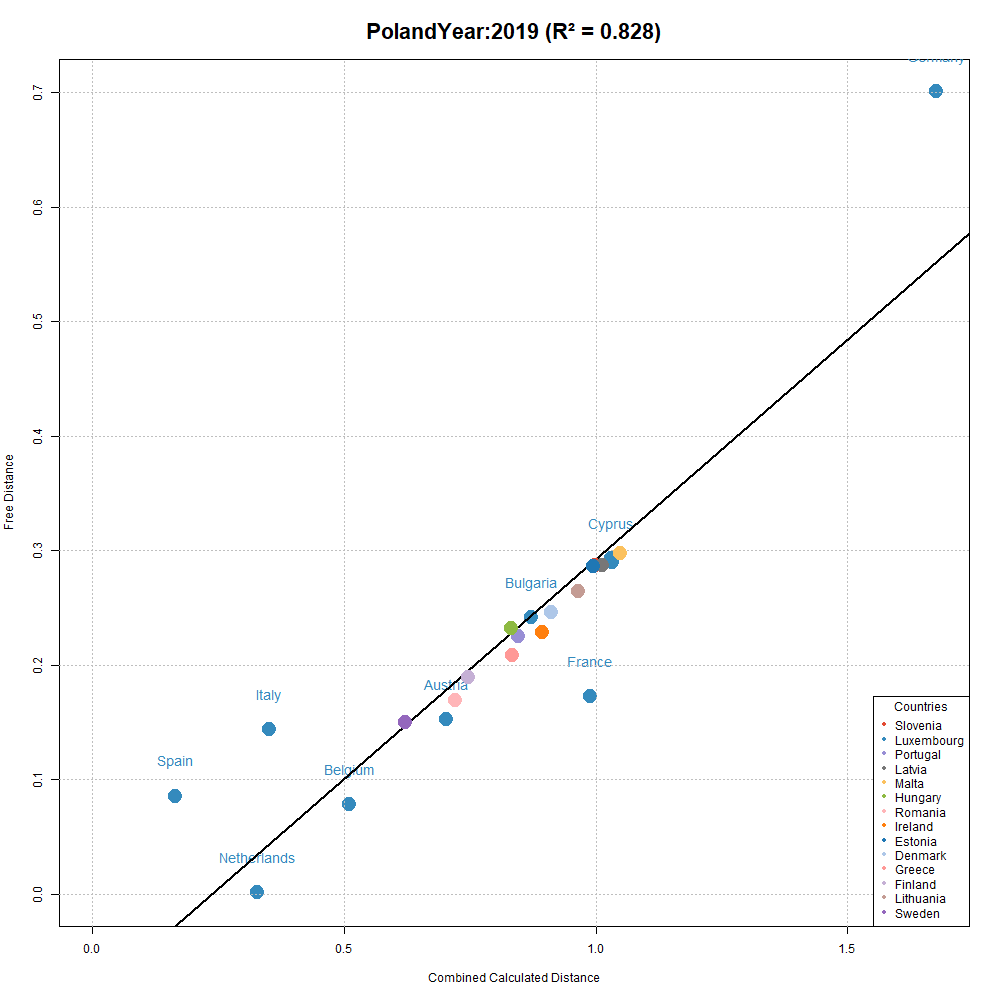 PolandYear:2019 (R² = 0.828)
Germany
0.7
0.6
0.5
0.4
Free Distance
Cyprus
0.3
Bulgaria
France
0.2
Austria
Italy
Spain
Belgium
0.1
Netherlands
0.0
Countries
Slovenia
Luxembourg
Portugal
Latvia
Malta
Hungary
Romania
Ireland
Estonia
Denmark
Greece
Finland
Lithuania
Sweden
0.0 0.5 1.0 1.5
Combined Calculated Distance